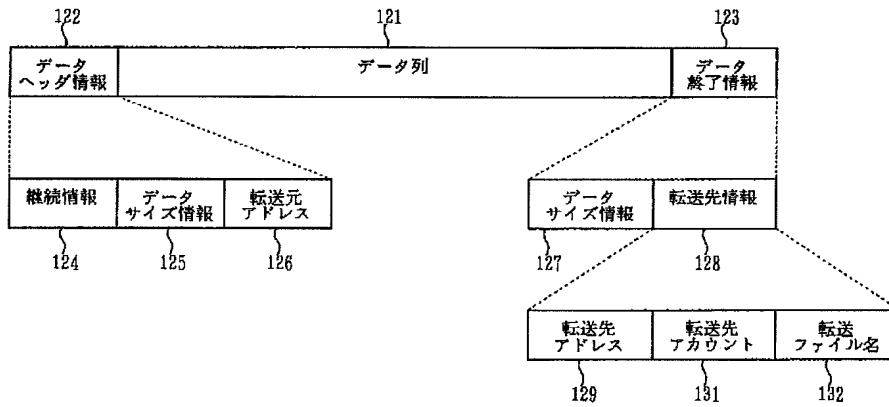 122
121
123
データ
ヘッダ情報
データ列
データ
終了情報
継続情報
データ
サイズ情報
転送元
アドレス
データ
サイズ情報
転送先情報
124
125
126
127
128
転送先
アドレス
転送先
アカウント
転送
ファイル名
129
131
132